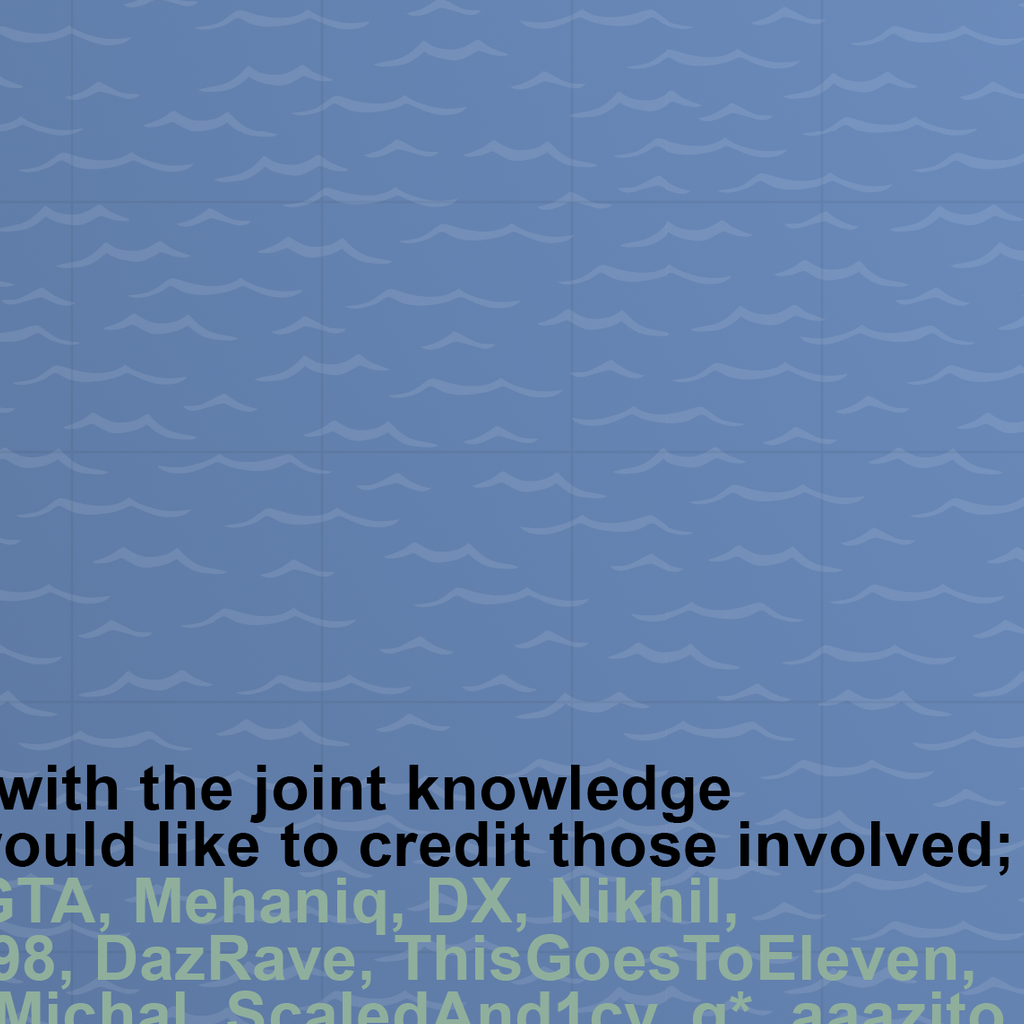 with the joint knowledge
would like to credit those involved;
GTA, Mehaniq, DX, Nikhil,
98, DazRave, ThisGoesToEleven,
Michal, ScaledAnd1cy, g*, aaazito